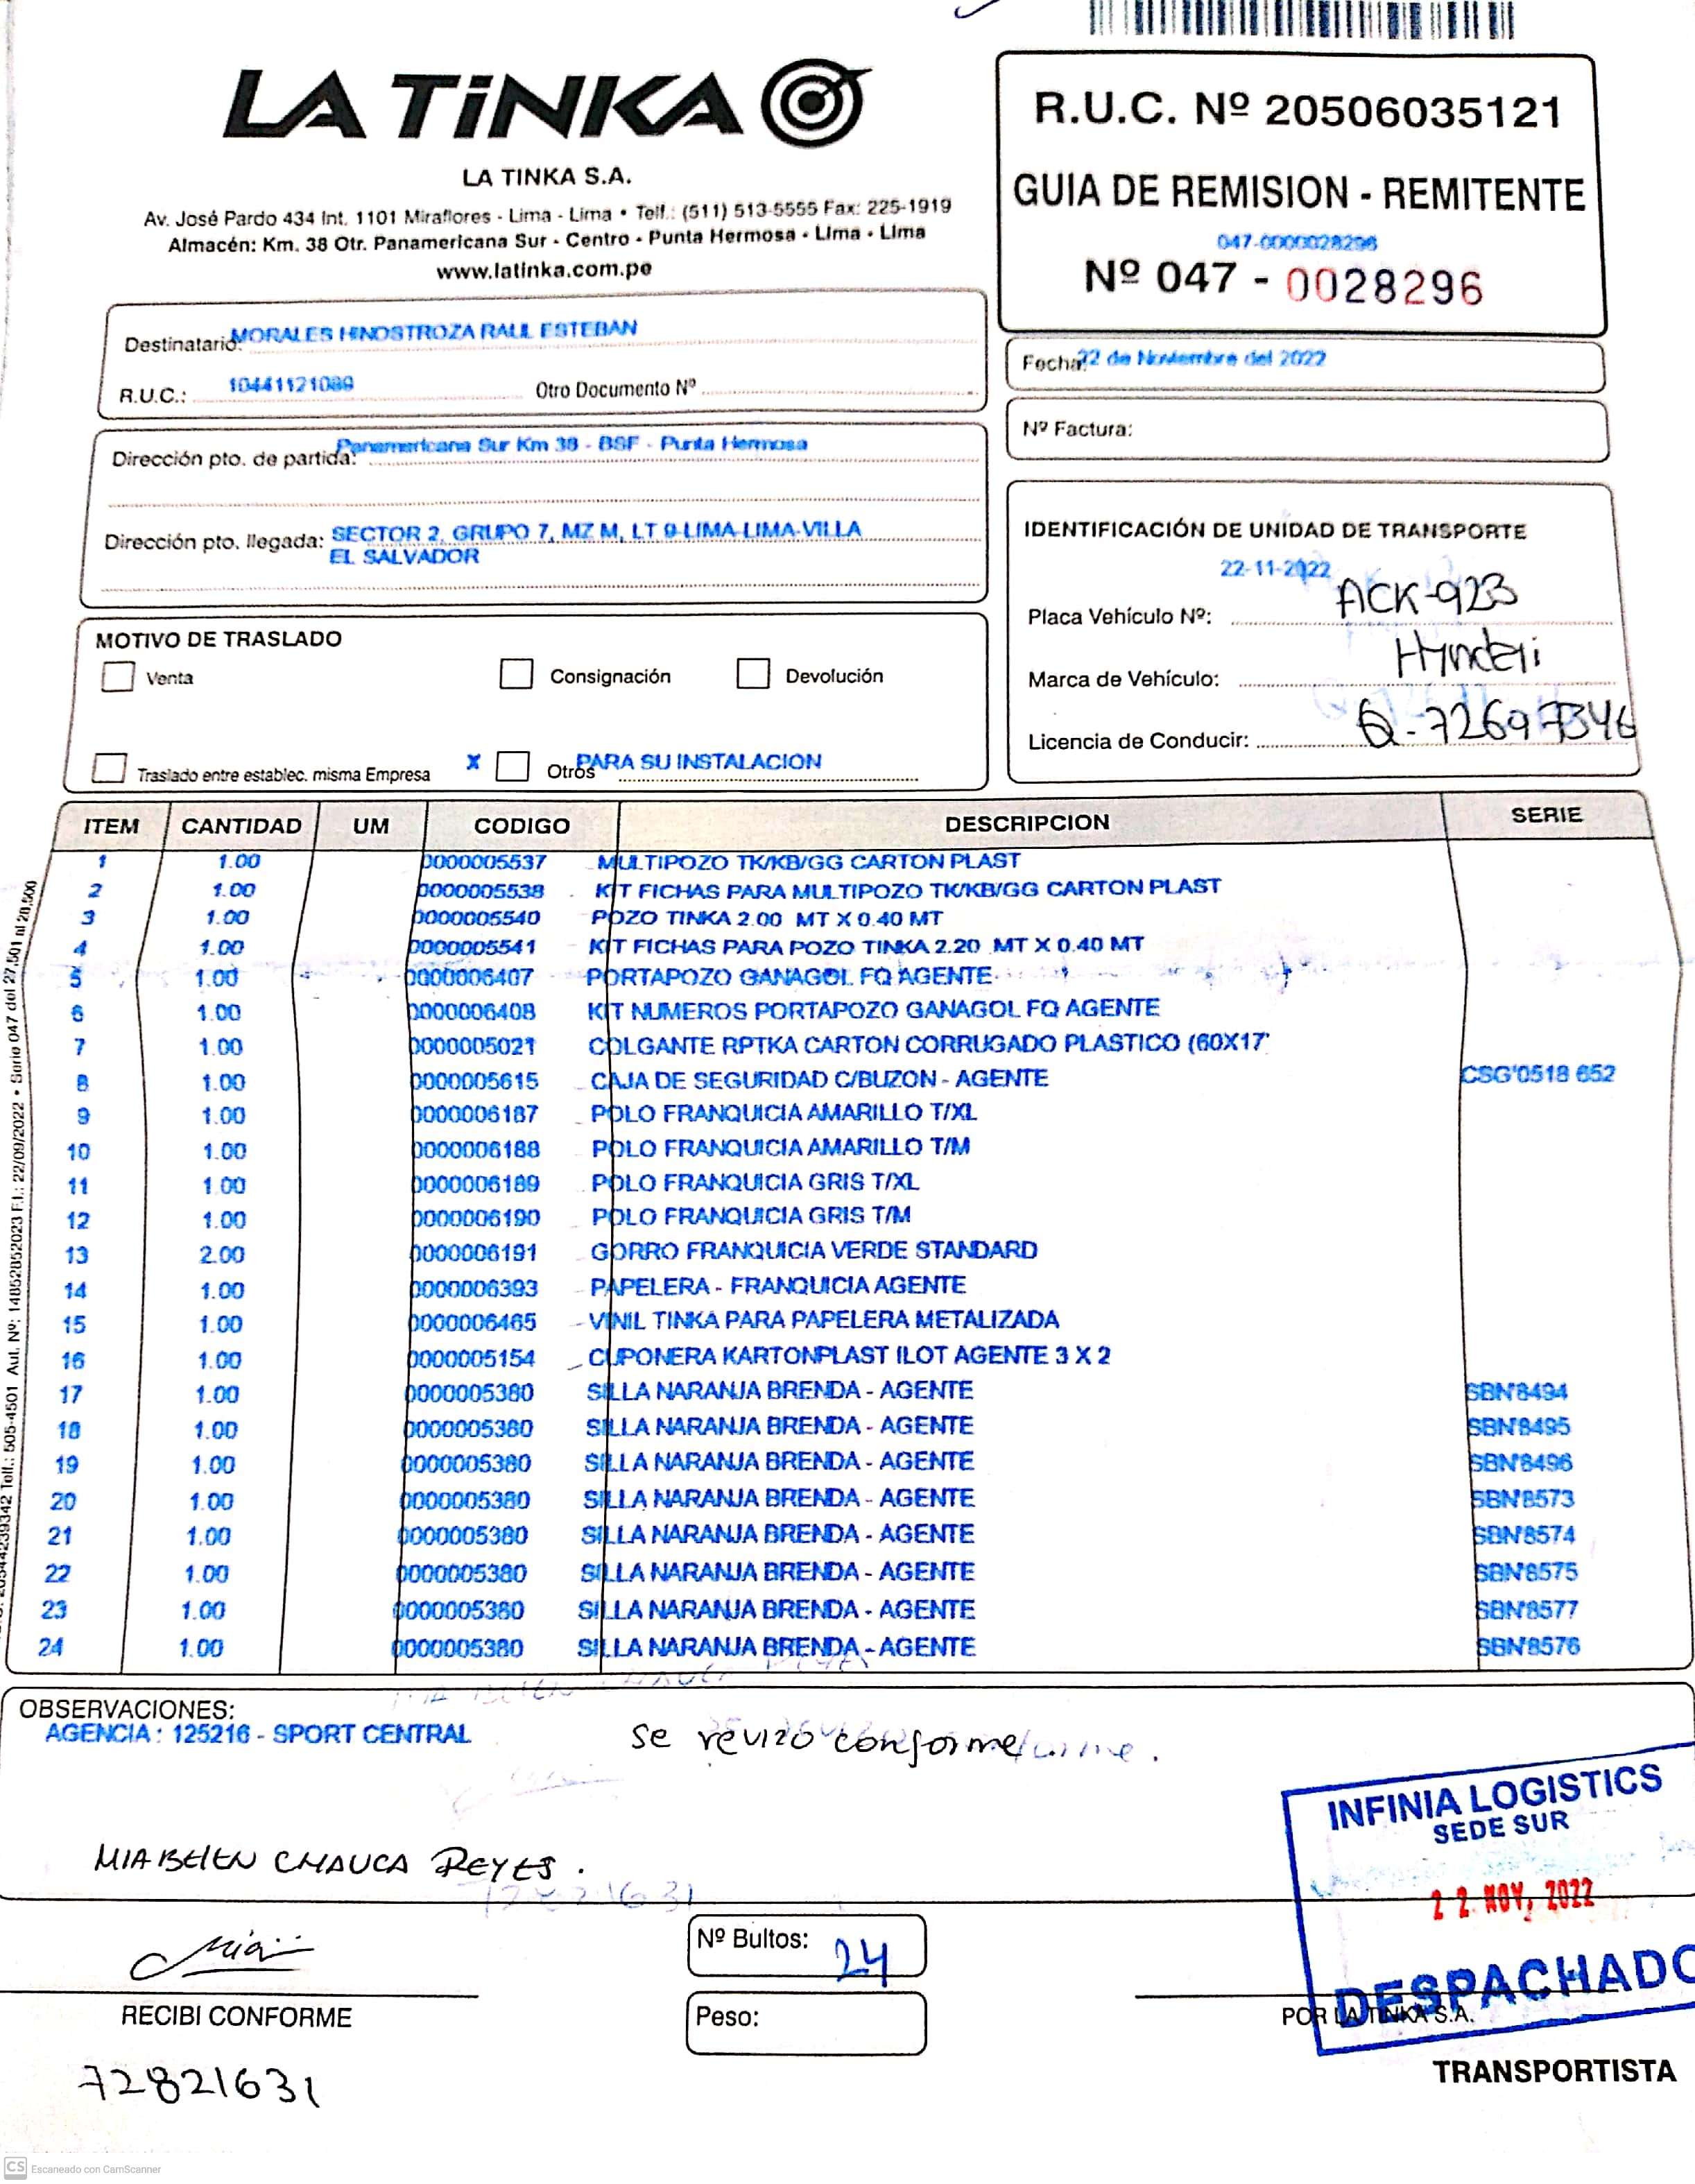 LA TiNKA
LA TINKA S.A.
Av. José Pardo 434 Int. 1101 Miraflores - Lima - Lima • Telf.: (511) 513-5555 Fax: 225-1919
Almacén: Km. 38 Otr. Panamericana Sur - Centro - Punta Hermosa - Lima - Lima
www.latinka.com.pe
R.U.C. Nº 20506035121
GUIA DE REMISION - REMITENTE
047-0000028296
Nº 047 - 0028296
Destinatario: MORALES HINOSTROZA RAUL ESTEBAN
R.U.C.: 10441121089 Otro Documento Nº
Fecha: 22 de Noviembre del 2022
Nº Factura:
Dirección pto. de partida: Panamericana Sur Km 38 - BSF - Punta Hermosa
Dirección pto. llegada: SECTOR 2, GRUPO 7, MZ M, LT 9-LIMA-LIMA-VILLA
EL SALVADOR
IDENTIFICACIÓN DE UNIDAD DE TRANSPORTE
22-11-2022
Placa Vehículo Nº: ACK-923
Marca de Vehículo: Hyndai
Licencia de Conducir: Q-72697346
MOTIVO DE TRASLADO
Venta Consignación Devolución
Traslado entre establec. misma Empresa X Otros PARA SU INSTALACION
ITEM CANTIDAD UM CODIGO DESCRIPCION SERIE
1 1.00 0000005537 MULTIPOZO TK/KB/GG CARTON PLAST
2 1.00 0000005538 KIT FICHAS PARA MULTIPOZO TK/KB/GG CARTON PLAST
3 1.00 0000005540 POZO TINKA 2.00 MT X 0.40 MT
4 1.00 0000005541 KIT FICHAS PARA POZO TINKA 2.20 MT X 0.40 MT
5 1.00 0000006407 PORTAPOZO GANAGOL FQ AGENTE
6 1.00 0000006408 KIT NUMEROS PORTAPOZO GANAGOL FQ AGENTE
7 1.00 0000005021 COLGANTE RPTKA CARTON CORRUGADO PLASTICO (60X17'
8 1.00 0000005615 CAJA DE SEGURIDAD C/BUZON - AGENTE CSG'0518 652
9 1.00 0000006187 POLO FRANQUICIA AMARILLO T/XL
10 1.00 0000006188 POLO FRANQUICIA AMARILLO T/M
11 1.00 0000006189 POLO FRANQUICIA GRIS T/XL
12 1.00 0000006190 POLO FRANQUICIA GRIS T/M
13 2.00 0000006191 GORRO FRANQUICIA VERDE STANDARD
14 1.00 0000006393 PAPELERA - FRANQUICIA AGENTE
15 1.00 0000006465 VINIL TINKA PARA PAPELERA METALIZADA
16 1.00 0000005154 CUPONERA KARTONPLAST ILOT AGENTE 3 X 2
17 1.00 0000005380 SILLA NARANJA BRENDA - AGENTE SBN'8494
18 1.00 0000005380 SILLA NARANJA BRENDA - AGENTE SBN'8495
19 1.00 0000005380 SILLA NARANJA BRENDA - AGENTE SBN'8496
20 1.00 0000005380 SILLA NARANJA BRENDA - AGENTE SBN'8573
21 1.00 0000005380 SILLA NARANJA BRENDA - AGENTE SBN'8574
22 1.00 0000005380 SILLA NARANJA BRENDA - AGENTE SBN'8575
23 1.00 0000005380 SILLA NARANJA BRENDA - AGENTE SBN'8577
24 1.00 0000005380 SILLA NARANJA BRENDA - AGENTE SBN'8576
Telf.: 505-4501 Aut. Nº: 14852852023 F.I.: 22/09/2022 • Serie 047 del 27,501 al 28,500
OBSERVACIONES:
AGENCIA : 125216 - SPORT CENTRAL
se revizo conforme
MIA BELEN CHAUCA REYES.
INFINIA LOGISTICS
SEDE SUR
22 NOV, 2022
DESPACHADO
Mia
RECIBI CONFORME
72821631
Nº Bultos: 24
Peso:
POR LA TINKA S.A.
TRANSPORTISTA
CS Escaneado con CamScanner